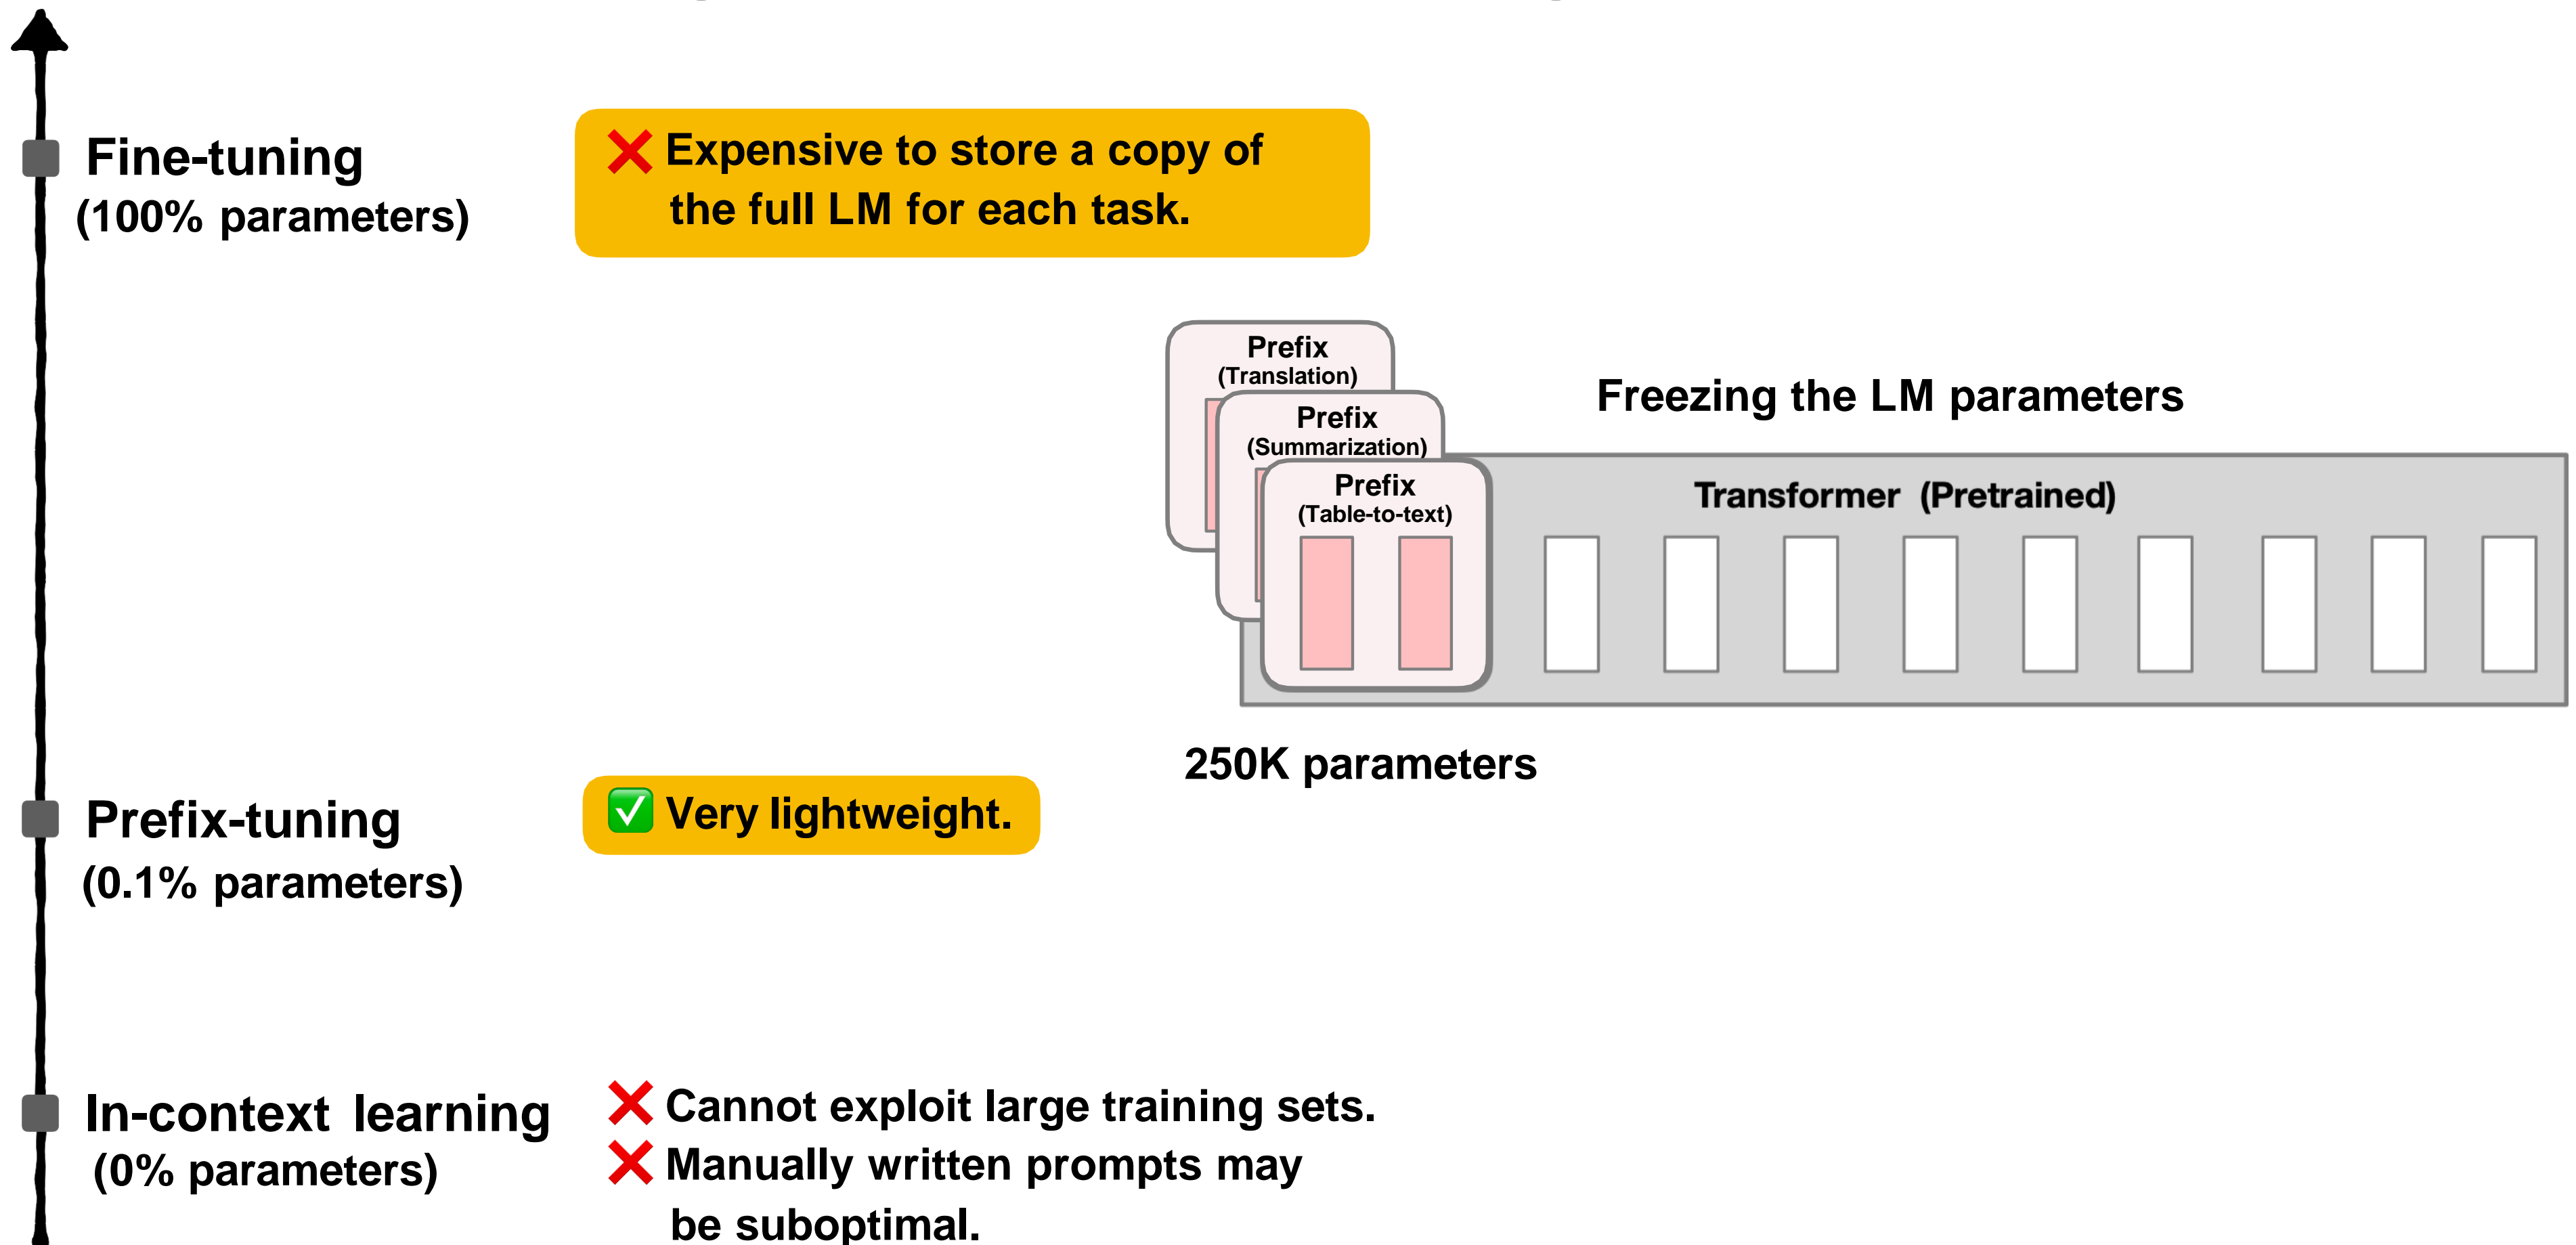 Fine-tuning
(100% parameters)
❌ Expensive to store a copy of
the full LM for each task.
Prefix
(Translation)
Prefix
(Summarization)
Prefix
(Table-to-text)
Freezing the LM parameters
Transformer (Pretrained)
250K parameters
Prefix-tuning
(0.1% parameters)
✅ Very lightweight.
In-context learning
(0% parameters)
❌ Cannot exploit large training sets.
❌ Manually written prompts may
be suboptimal.